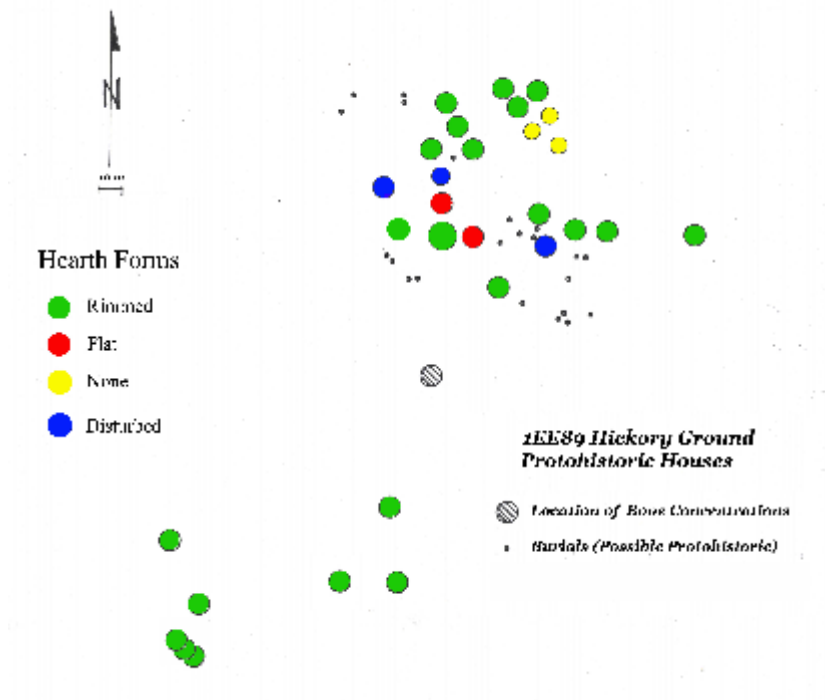 N
Hearth Forms
Rimmed
Flat
None
Disturbed
1EE89 Hickory Ground
Protohistoric Houses
Location of Bone Concentrations
Burials (Possible Protohistoric)